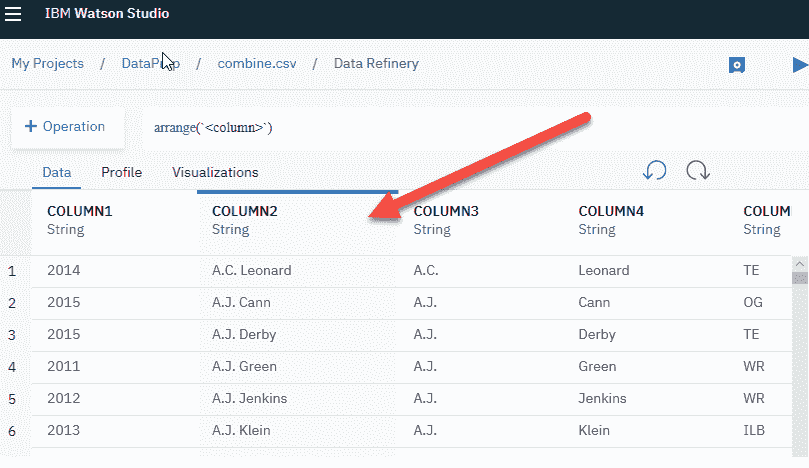 IBM Watson Studio
My Projects / DataPrep / combine.csv / Data Refinery
+ Operation arrange(`<column>`)
Data Profile Visualizations
COLUMN1 COLUMN2 COLUMN3 COLUMN4 COLUM
String String String String String
1 2014 A.C. Leonard A.C. Leonard TE
2 2015 A.J. Cann A.J. Cann OG
3 2015 A.J. Derby A.J. Derby TE
4 2011 A.J. Green A.J. Green WR
5 2012 A.J. Jenkins A.J. Jenkins WR
6 2013 A.J. Klein A.J. Klein ILB